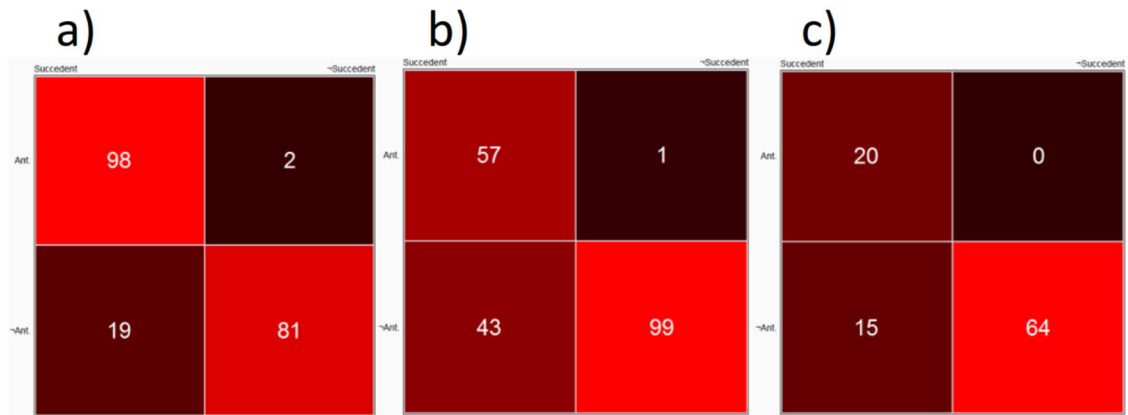 a) b) c)
Succedent ¬Succedent Succedent ¬Succedent Succedent ¬Succedent
Ant. 98 2 Ant. 57 1 Ant. 20 0
¬Ant. 19 81 ¬Ant. 43 99 ¬Ant. 15 64